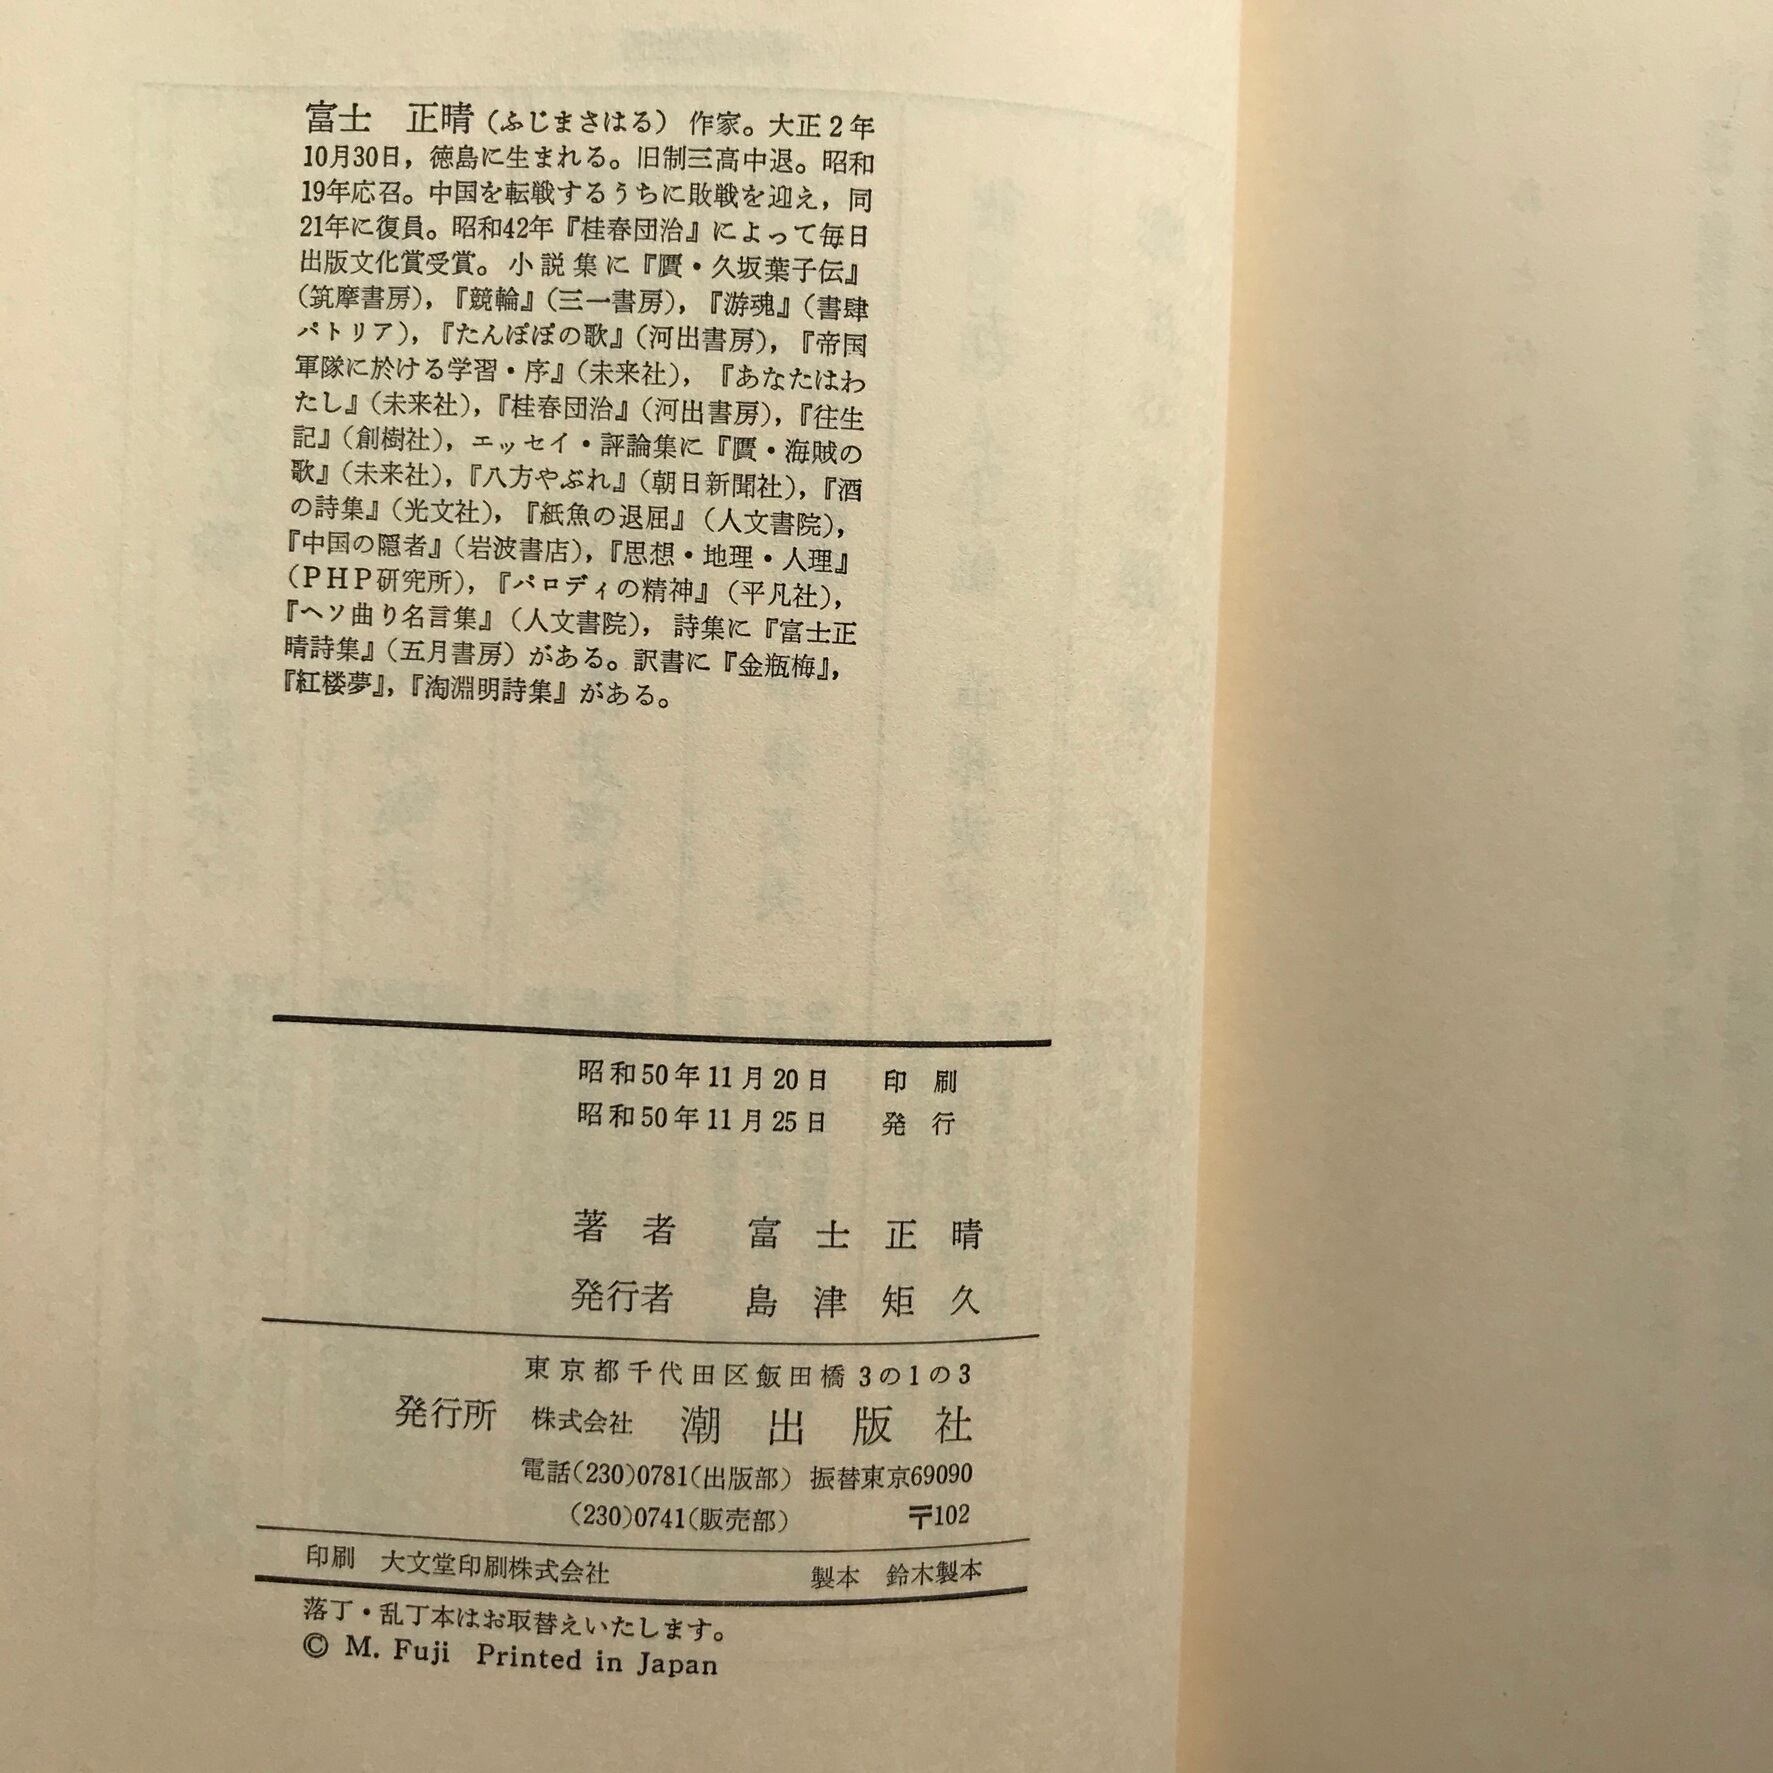 富士　正晴（ふじまさはる）作家。大正2年
10月30日，徳島に生まれる。旧制三高中退。昭和
19年応召。中国を転戦するうちに敗戦を迎え，同
21年に復員。昭和42年『桂春団治』によって毎日
出版文化賞受賞。小説集に『贋・久坂葉子伝』
（筑摩書房），『競輪』（三一書房），『游魂』（書肆
パトリア），『たんぽぽの歌』（河出書房），『帝国
軍隊に於ける学習・序』（未来社），『あなたはわ
たし』（未来社），『桂春団治』（河出書房），『往生
記』（創樹社），エッセイ・評論集に『贋・海賊の
歌』（未来社），『八方やぶれ』（朝日新聞社），『酒
の詩集』（光文社），『紙魚の退屈』（人文書院），
『中国の隠者』（岩波書店），『思想・地理・人理』
（PHP研究所），『パロディの精神』（平凡社），
『ヘソ曲り名言集』（人文書院），詩集に『富士正
晴詩集』（五月書房）がある。訳書に『金瓶梅』，
『紅楼夢』，『淘淵明詩集』がある。
昭和50年11月20日　印　刷
昭和50年11月25日　発　行
著　者　富　士　正　晴
発行者　島　津　矩　久
東京都千代田区飯田橋3の1の3
発行所　株式会社　潮　出　版　社
電話(230)0781(出版部) 振替東京69090
(230)0741(販売部)　〒102
印刷　大文堂印刷株式会社　製本　鈴木製本
落丁・乱丁本はお取替えいたします。
© M. Fuji Printed in Japan